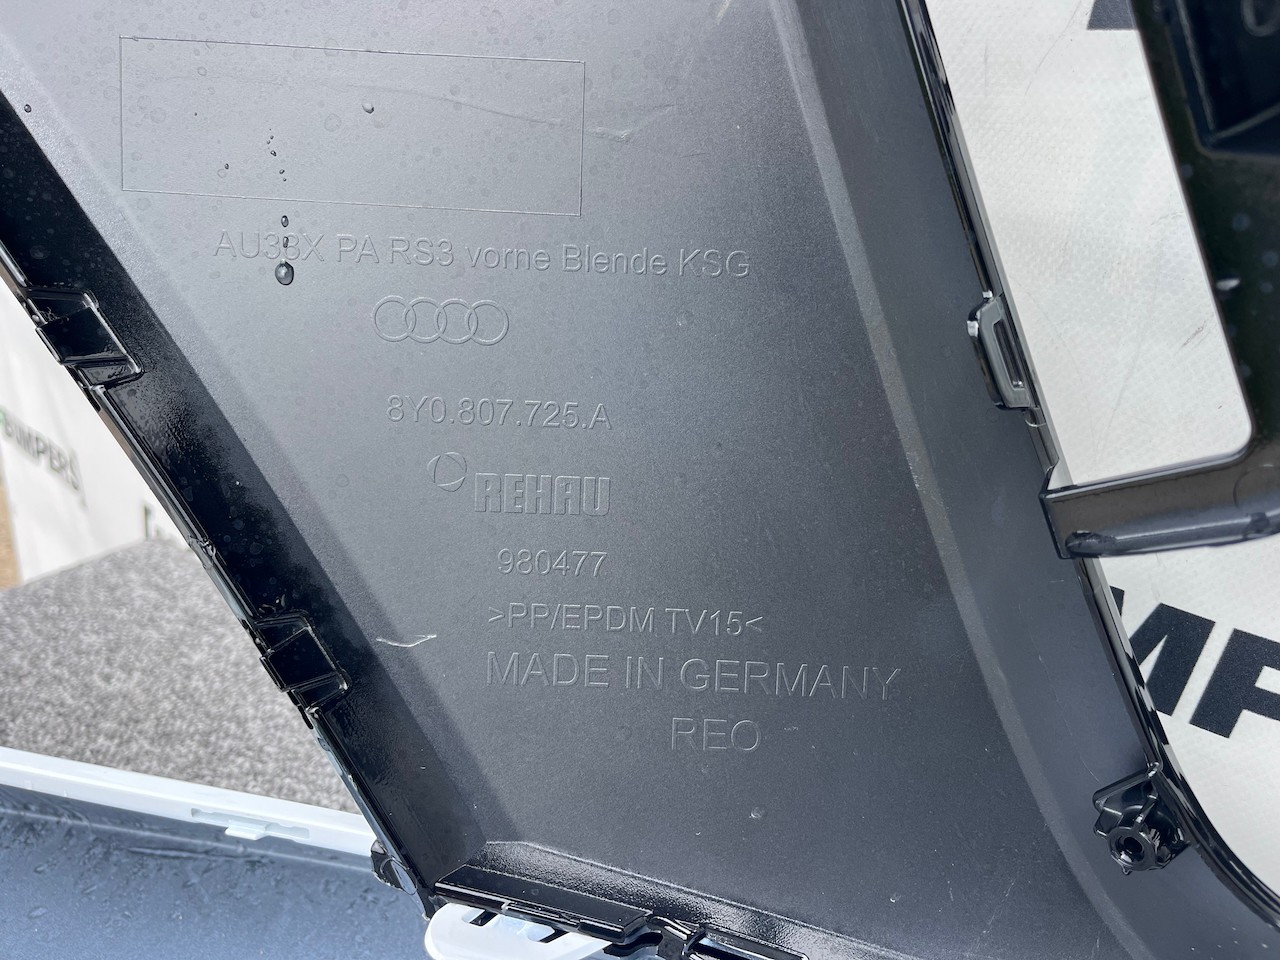 AU38X PA RS3 vorne Blende KSG
8Y0.807.725.A
REHAU
980477
>PP/EPDM TV15<
MADE IN GERMANY
REO